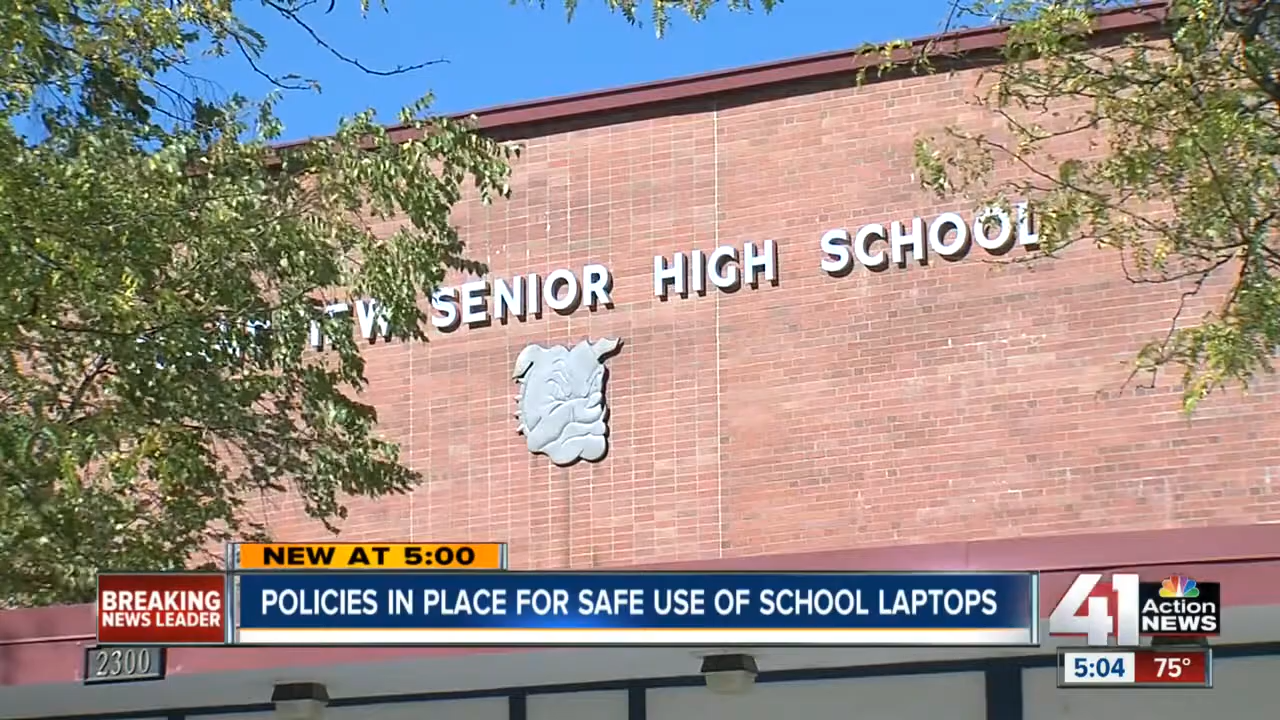 SENIOR HIGH SCHOOL
NEW AT 5:00
BREAKING
NEWS LEADER
POLICIES IN PLACE FOR SAFE USE OF SCHOOL LAPTOPS
41
Action
NEWS
2300
5:04
75°